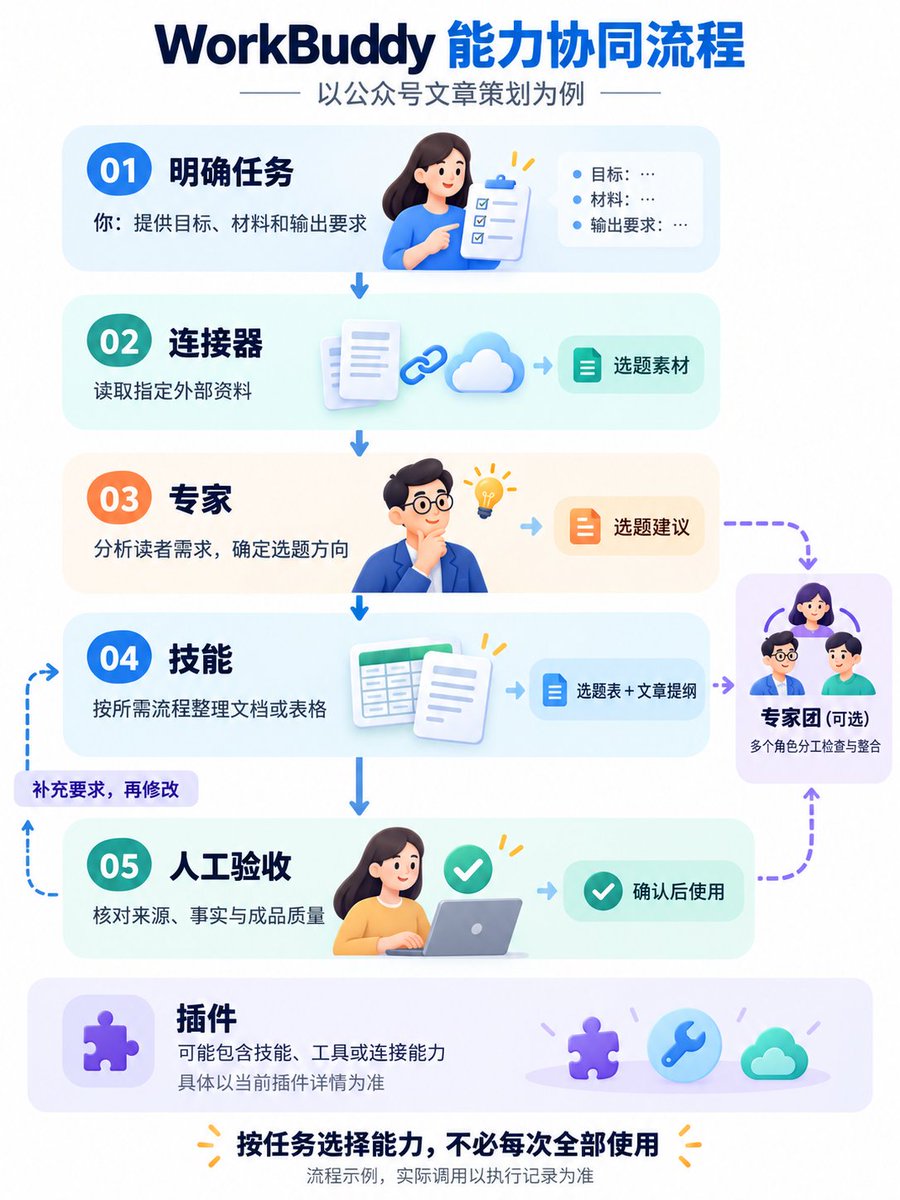 WorkBuddy 能力协同流程
以公众号文章策划为例
01 明确任务
你：提供目标、材料和输出要求
目标：…
材料：…
输出要求：…
02 连接器
读取指定外部资料
选题素材
03 专家
分析读者需求，确定选题方向
选题建议
04 技能
按所需流程整理文档或表格
选题表+文章提纲
专家团(可选)
多个角色分工检查与整合
补充要求，再修改
05 人工验收
核对来源、事实与成品质量
确认后使用
插件
可能包含技能、工具或连接能力
具体以当前插件详情为准
按任务选择能力，不必每次全部使用
流程示例，实际调用以执行记录为准